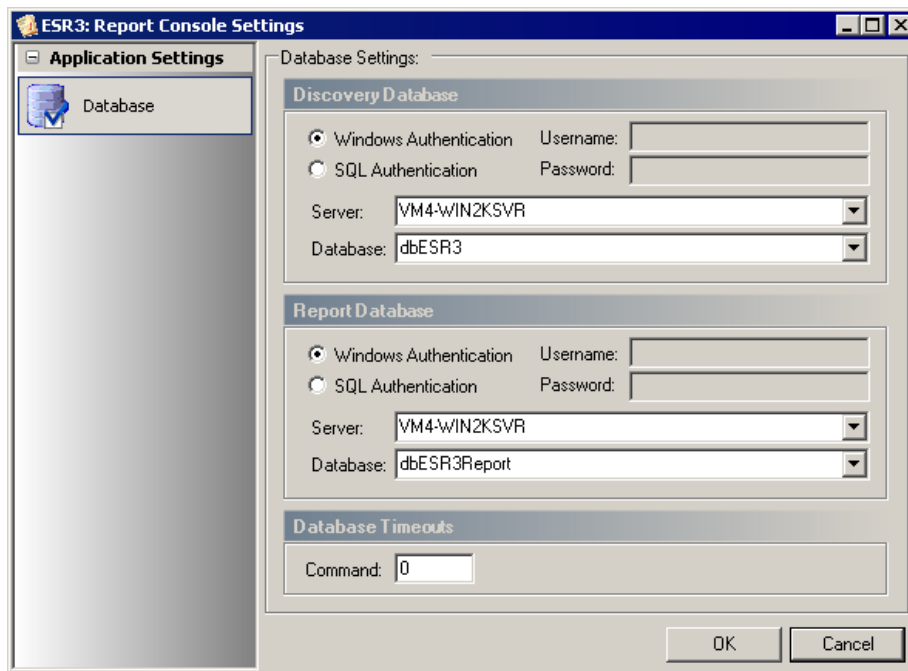 ESR3: Report Console Settings
Application Settings
Database
Database Settings:
Discovery Database
Windows Authentication
Username:
SQL Authentication
Password:
Server: VM4-WIN2KSVR
Database: dbESR3
Report Database
Windows Authentication
Username:
SQL Authentication
Password:
Server: VM4-WIN2KSVR
Database: dbESR3Report
Database Timeouts
Command: 0
OK
Cancel